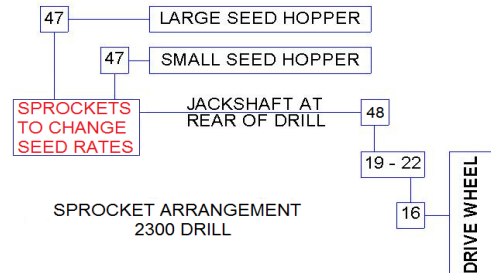 47
LARGE SEED HOPPER
47
SMALL SEED HOPPER
SPROCKETS
TO CHANGE
SEED RATES
JACKSHAFT AT
REAR OF DRILL
48
19 - 22
16
DRIVE WHEEL
SPROCKET ARRANGEMENT
2300 DRILL